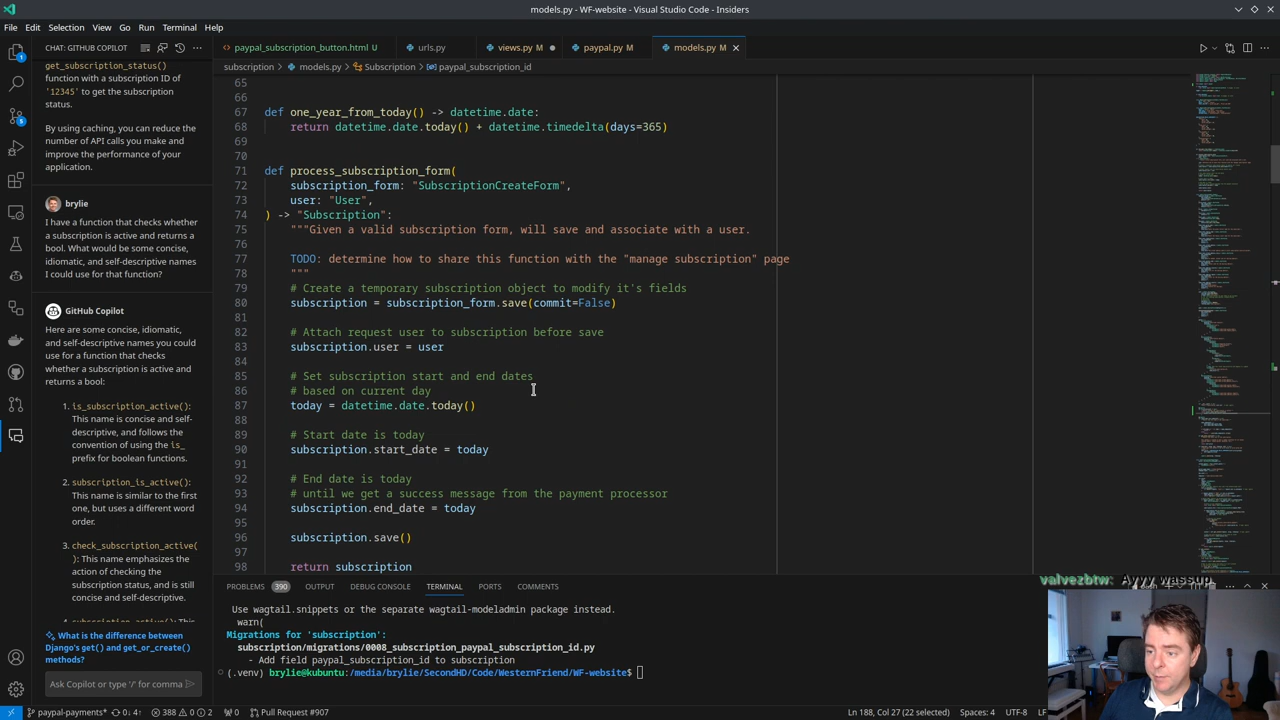 models.py - WF-website - Visual Studio Code - Insiders
File Edit Selection View Go Run Terminal Help
CHAT: GITHUB COPILOT
paypal_subscription_button.html M
urls.py
views.py M
paypal.py M
models.py M
subscription > models.py > Subscription > paypal_subscription_id
get_subscription_status()
function with a subscription ID of
'12345' to get the subscription
status.
By using caching, you can reduce the
number of API calls you make and
improve the performance of your
application.
brylie
I have a function that checks whether
a subscription is active and returns a
bool. What would be some concise,
idiomatic, and self-descriptive names
I could use for that function?
GitHub Copilot
Here are some concise, idiomatic,
and self-descriptive names you could
use for a function that checks
whether a subscription is active and
returns a bool:
1. is_subscription_active():
This name is concise and self-
descriptive, and follows the
convention of using the is_
prefix for boolean functions.
2. subscription_is_active():
This name is similar to the first
one, but uses a different word
order.
3. check_subscription_active(
): This name emphasizes the
action of checking the
subscription status, and is still
concise and self-descriptive.
What is the difference between
Django's get() and get_or_create()
methods?
Ask Copilot or type '/' for comma
65
66
67 def one_year_from_today() -> datetime.date:
68 return datetime.date.today() + datetime.timedelta(days=365)
69
70
71 def process_subscription_form(
72 subscription_form: "SubscriptionCreateForm",
73 user: "User",
74 ) -> "Subscription":
75 """Given a valid subscription form, will save and associate with a user.
76
77 TODO: determine how to share this function with the "manage subscription" page
78 """
79 # Create a temporary subscription object to modify it's fields
80 subscription = subscription_form.save(commit=False)
81
82 # Attach request user to subscription before save
83 subscription.user = user
84
85 # Set subscription start and end dates
86 # based on current day
87 today = datetime.date.today()
88
89 # Start date is today
90 subscription.start_date = today
91
92 # End date is today
93 # until we get a success message from the payment processor
94 subscription.end_date = today
95
96 subscription.save()
97
98 return subscription
PROBLEMS 390 OUTPUT DEBUG CONSOLE TERMINAL PORTS COMMENTS
Use wagtail.snippets or the separate wagtail-modeladmin package instead.
warn(
Migrations for 'subscription':
subscription/migrations/0008_subscription_paypal_subscription_id.py
- Add field paypal_subscription_id to subscription
(.venv) brylie@kubuntu:/media/brylie/SecondHD/Code/WesternFriend/WF-website$
valvezbtw: Ayyy wassup.
paypal-payments* 0↓ 4↑ 388 0 2 0 Pull Request #907
Ln 188, Col 27 (22 selected) Spaces: 4 UTF-8 LF